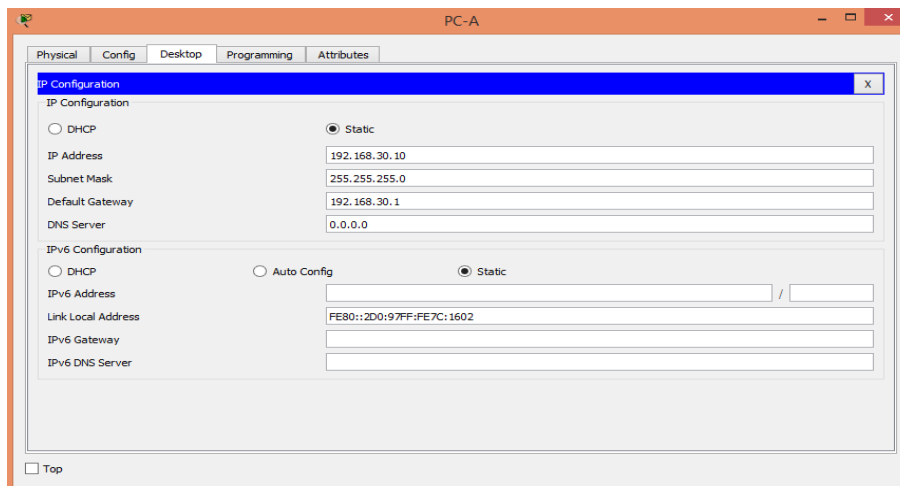 PC-A
Physical Config Desktop Programming Attributes
IP Configuration X
IP Configuration
DHCP Static
IP Address 192.168.30.10
Subnet Mask 255.255.255.0
Default Gateway 192.168.30.1
DNS Server 0.0.0.0
IPv6 Configuration
DHCP Auto Config Static
IPv6 Address /
Link Local Address FE80::2D0:97FF:FE7C:1602
IPv6 Gateway
IPv6 DNS Server
Top